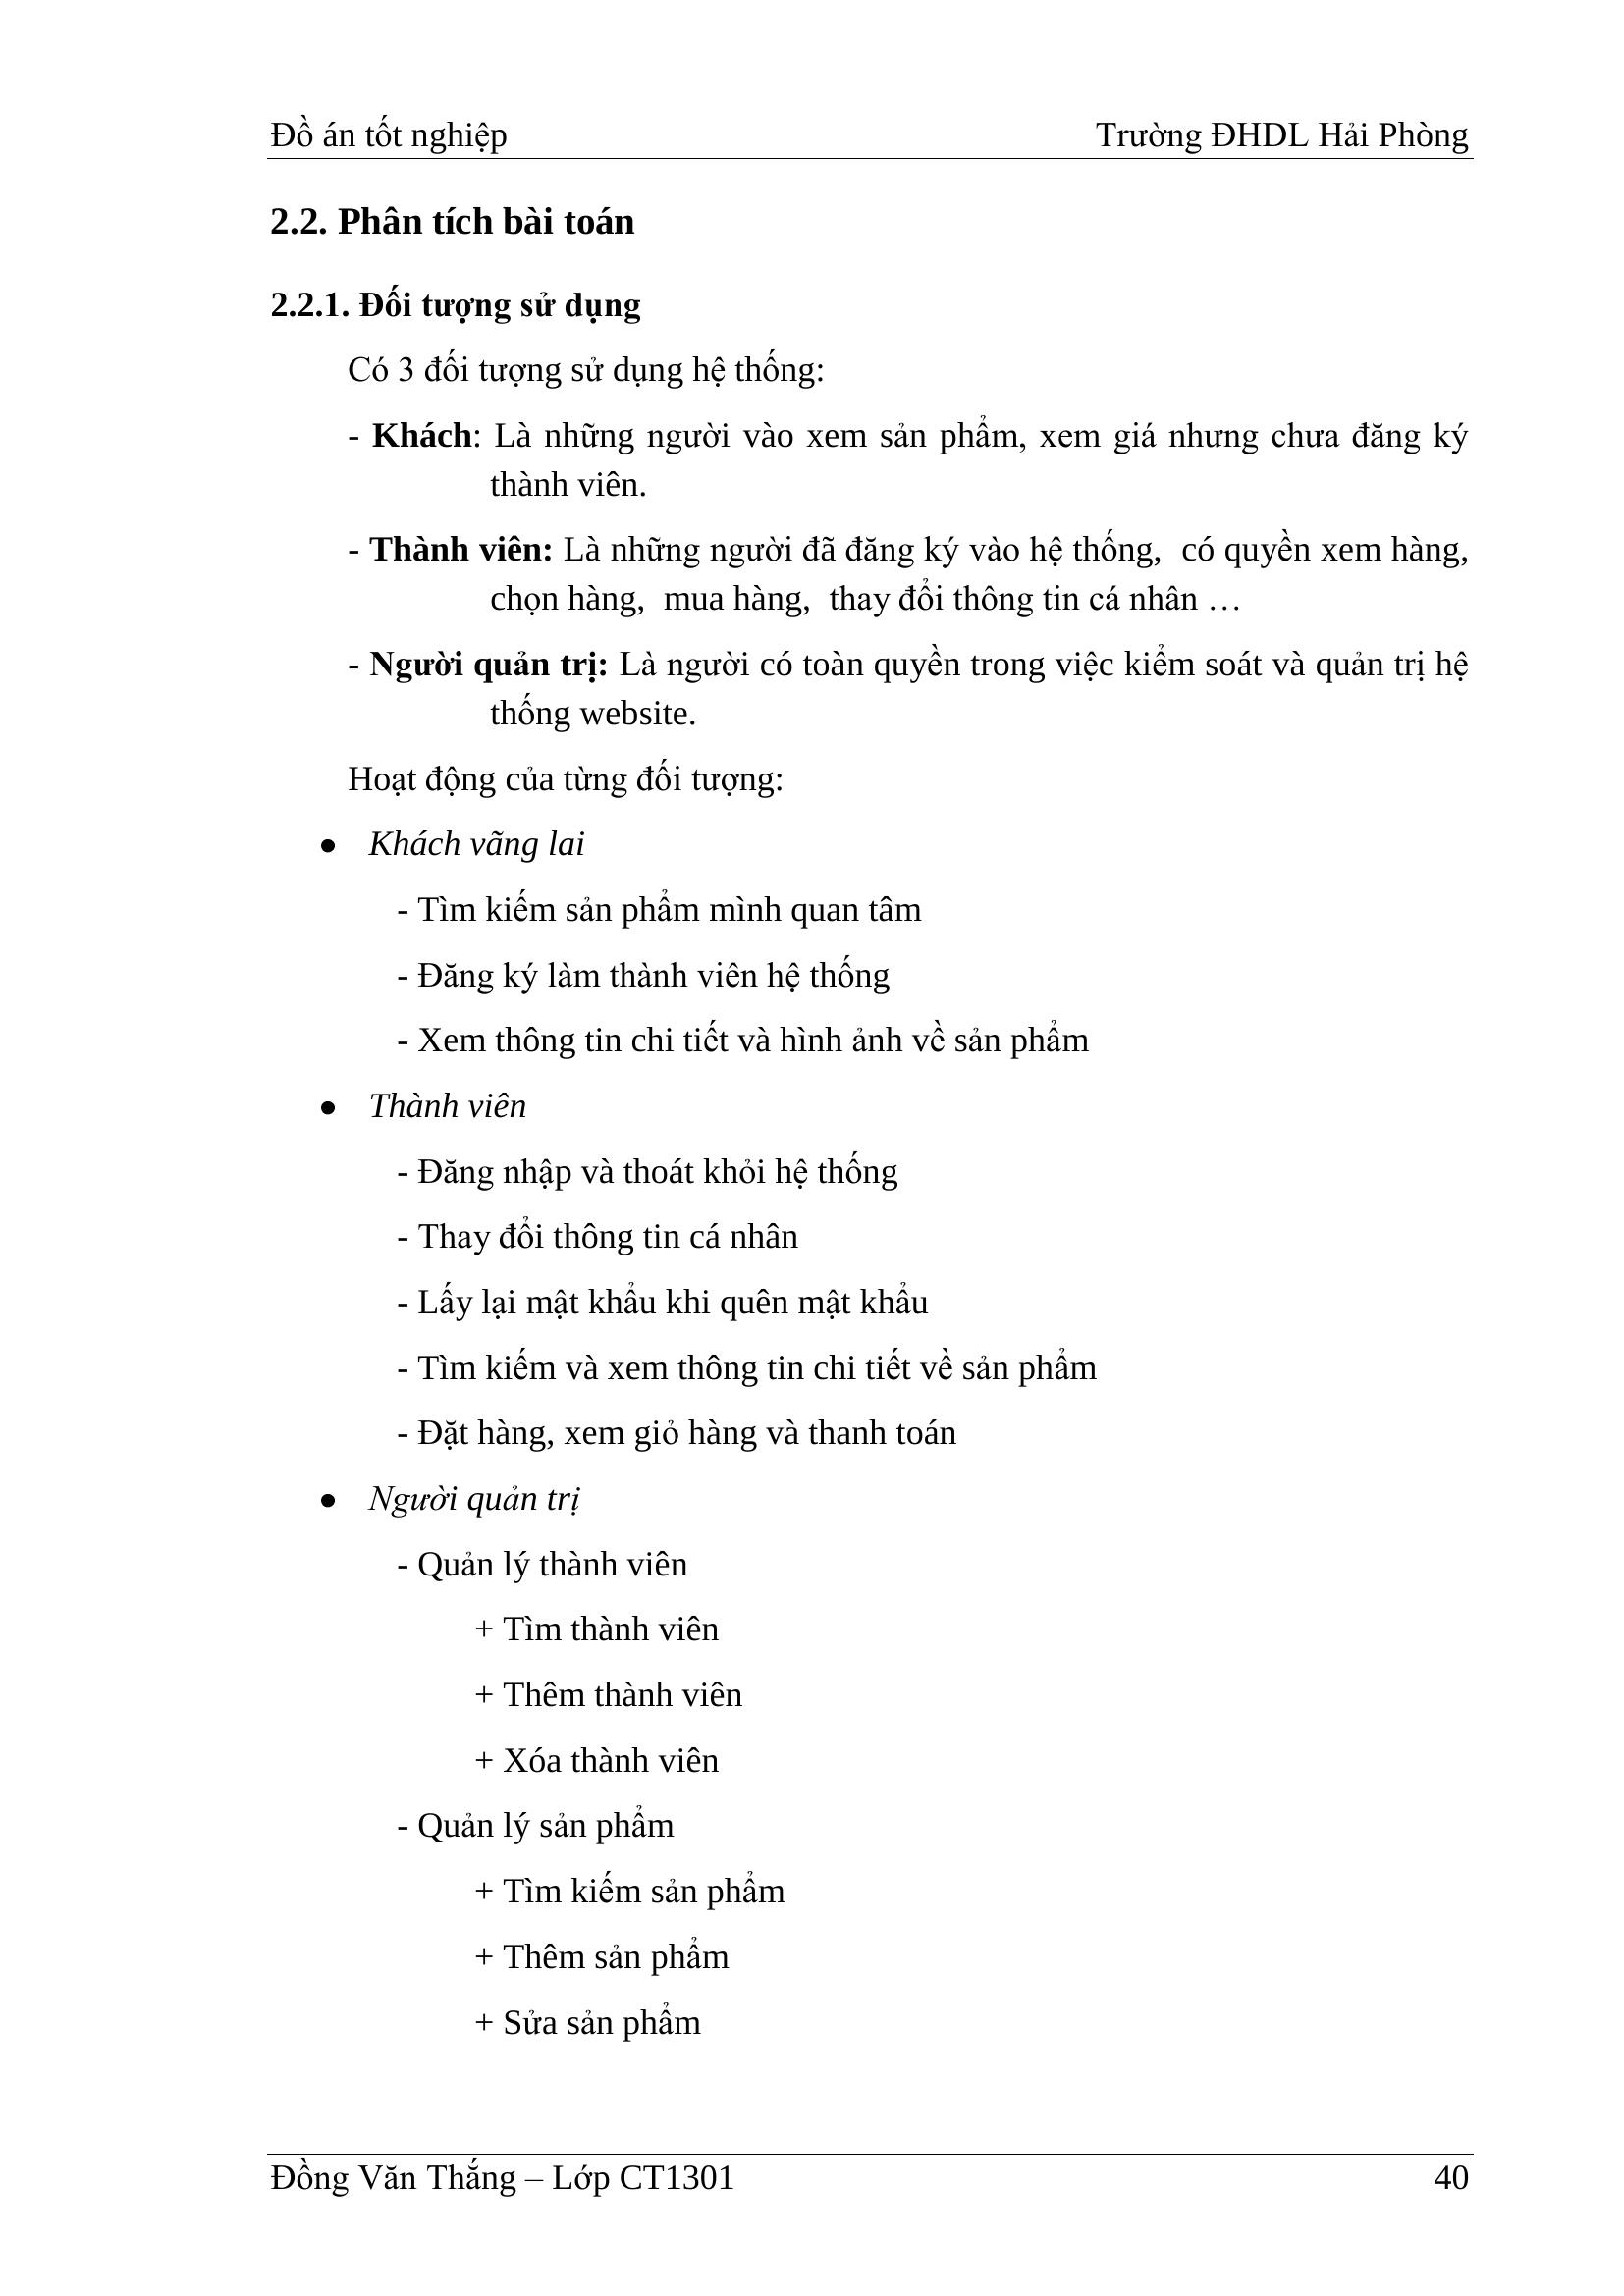 Đồ án tốt nghiệp Trường ĐHDL Hải Phòng
2.2. Phân tích bài toán
2.2.1. Đối tượng sử dụng
Có 3 đối tượng sử dụng hệ thống:
- Khách: Là những người vào xem sản phẩm, xem giá nhưng chưa đăng ký
thành viên.
- Thành viên: Là những người đã đăng ký vào hệ thống, có quyền xem hàng,
chọn hàng, mua hàng, thay đổi thông tin cá nhân …
- Người quản trị: Là người có toàn quyền trong việc kiểm soát và quản trị hệ
thống website.
Hoạt động của từng đối tượng:
● Khách vãng lai
- Tìm kiếm sản phẩm mình quan tâm
- Đăng ký làm thành viên hệ thống
- Xem thông tin chi tiết và hình ảnh về sản phẩm
● Thành viên
- Đăng nhập và thoát khỏi hệ thống
- Thay đổi thông tin cá nhân
- Lấy lại mật khẩu khi quên mật khẩu
- Tìm kiếm và xem thông tin chi tiết về sản phẩm
- Đặt hàng, xem giỏ hàng và thanh toán
● Người quản trị
- Quản lý thành viên
+ Tìm thành viên
+ Thêm thành viên
+ Xóa thành viên
- Quản lý sản phẩm
+ Tìm kiếm sản phẩm
+ Thêm sản phẩm
+ Sửa sản phẩm
Đồng Văn Thắng – Lớp CT1301 40